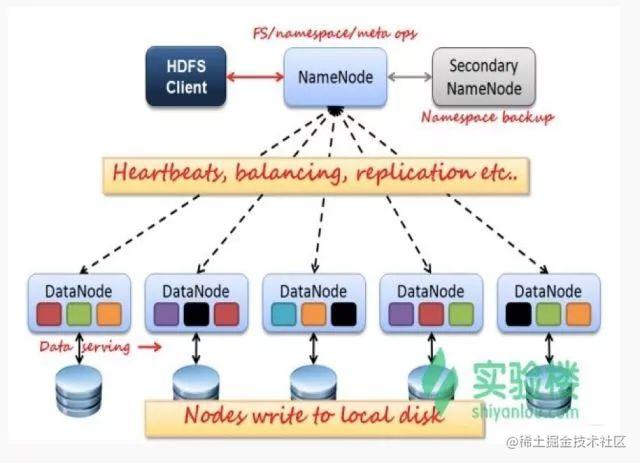 FS/namespace/meta ops
HDFS
Client
NameNode
Secondary
NameNode
Namespace backup
Heartbeats, balancing, replication etc..
DataNode
DataNode
DataNode
DataNode
DataNode
Data serving
Nodes write to local disk
实验楼
shiyanlou.com
@稀土掘金技术社区